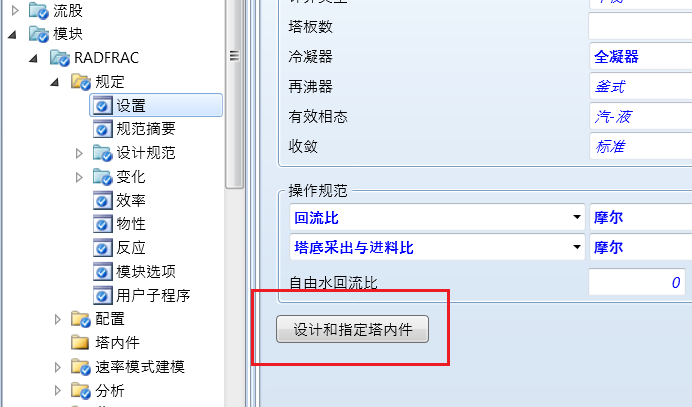 流股
模块
RADFRAC
规定
设置
规范摘要
设计规范
变化
效率
物性
反应
模块选项
用户子程序
配置
塔内件
速率模式建模
分析
塔板数
冷凝器 全凝器
再沸器 釜式
有效相态 汽-液
收敛 标准
操作规范
回流比 摩尔
塔底采出与进料比 摩尔
自由水回流比 0
设计和指定塔内件